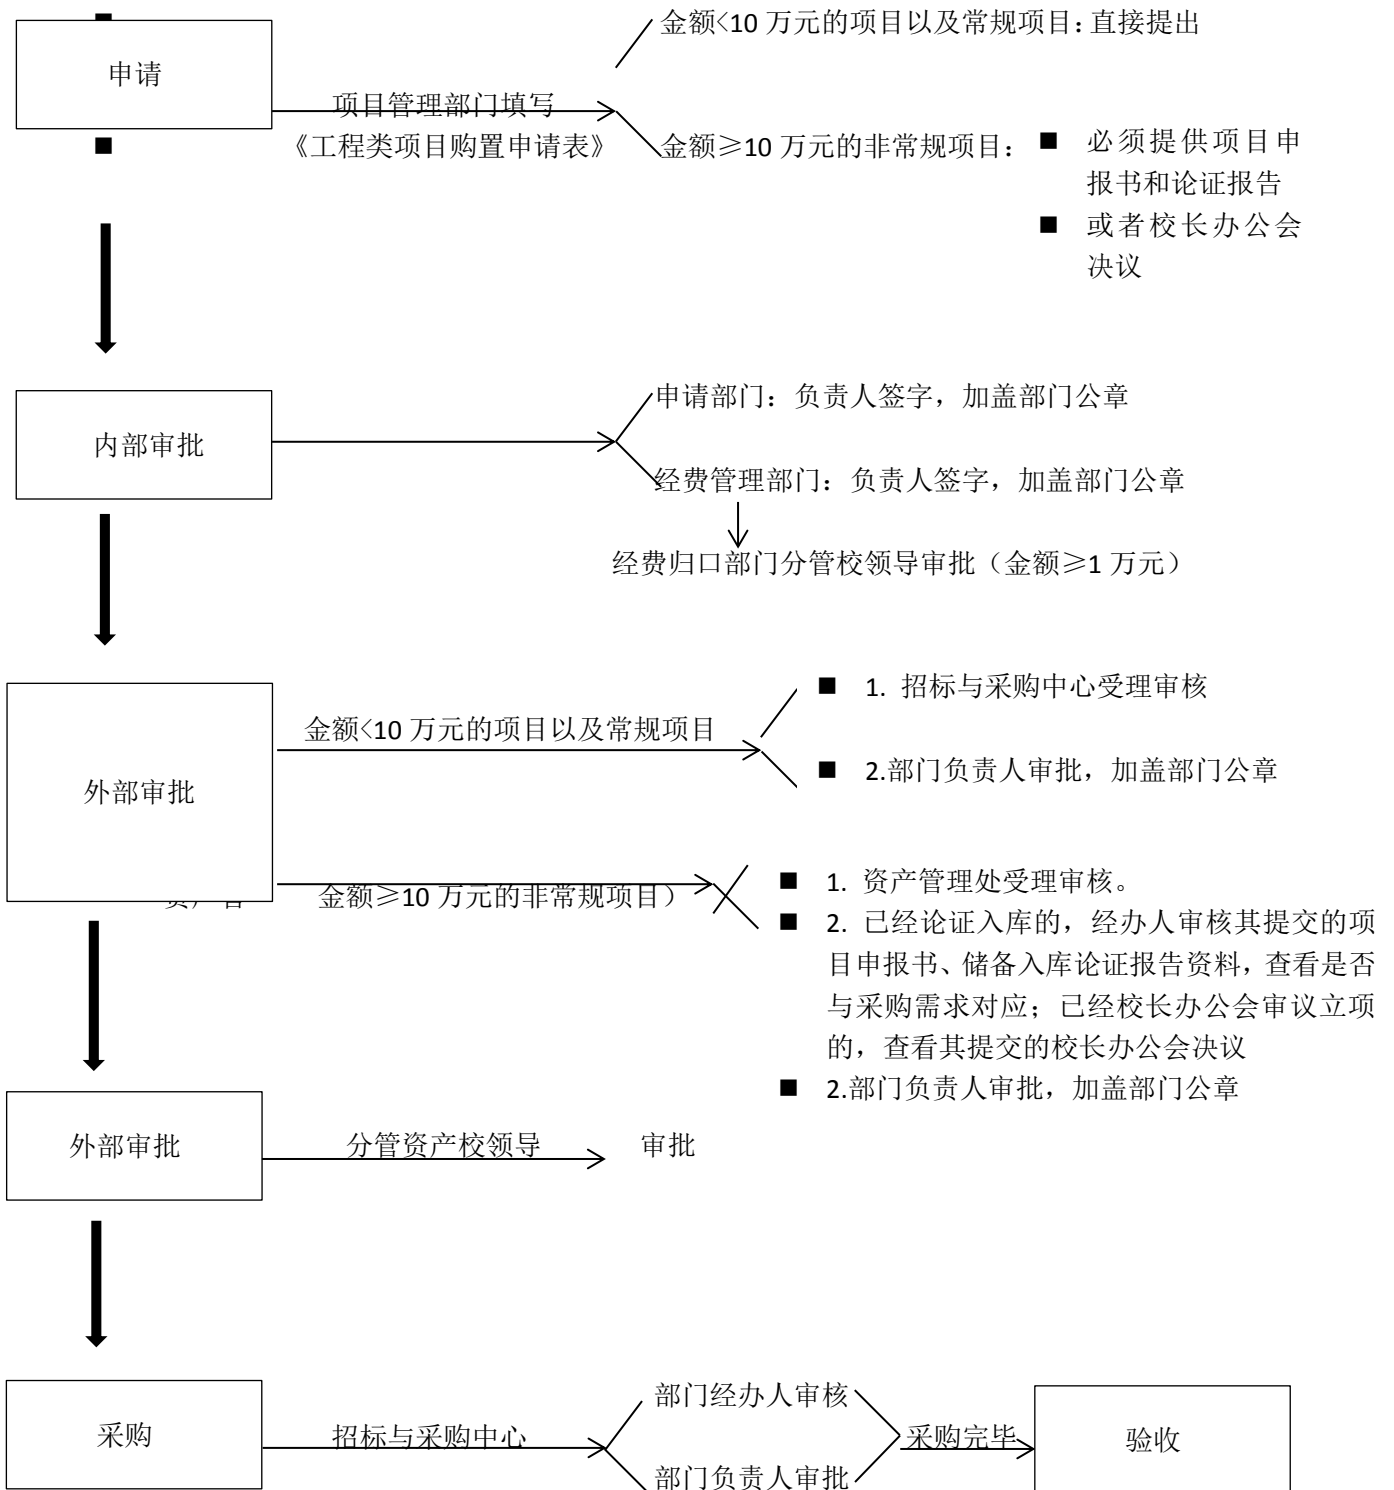 金额<10 万元的项目以及常规项目：直接提出
申请
项目管理部门填写
《工程类项目购置申请表》
金额≥10 万元的非常规项目：
■ 必须提供项目申
报书和论证报告
■ 或者校长办公会
决议
申请部门：负责人签字，加盖部门公章
内部审批
经费管理部门：负责人签字，加盖部门公章
经费归口部门分管校领导审批（金额≥1 万元）
■ 1. 招标与采购中心受理审核
金额<10 万元的项目以及常规项目
■ 2.部门负责人审批，加盖部门公章
外部审批
金额≥10 万元的非常规项目）
■ 1. 资产管理处受理审核。
■ 2. 已经论证入库的，经办人审核其提交的项
目申报书、储备入库论证报告资料，查看是否
与采购需求对应；已经校长办公会审议立项
的，查看其提交的校长办公会决议
■ 2.部门负责人审批，加盖部门公章
外部审批
分管资产校领导
审批
部门经办人审核
采购
招标与采购中心
采购完毕
验收
部门负责人审批